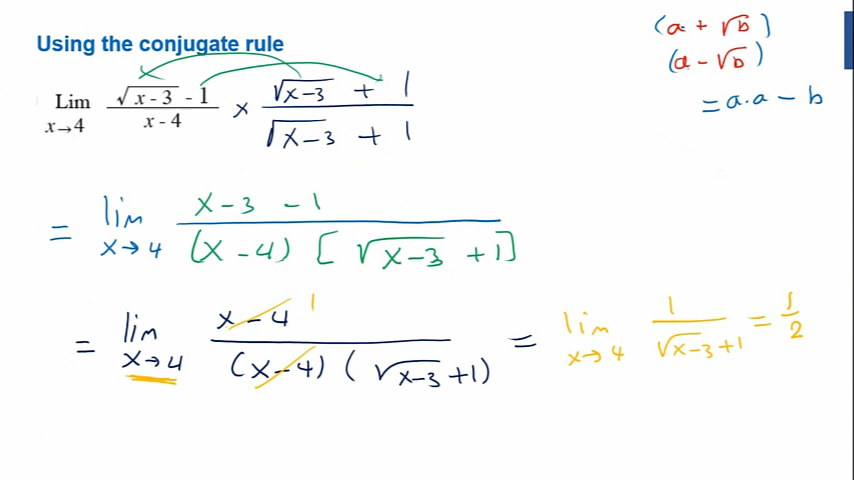 Using the conjugate rule
Lim x→4 (√(x-3) - 1)/(x-4) × (√(x-3) + 1)/(√(x-3) + 1)
(a + √b)
(a - √b)
= a.a - b
= lim x→4 (x-3 -1)/((x-4) [√(x-3) +1])
= lim x→4 (x-4)/((x-4) (√(x-3) +1)) 1 = lim x→4 1/(√(x-3) +1) = 1/2